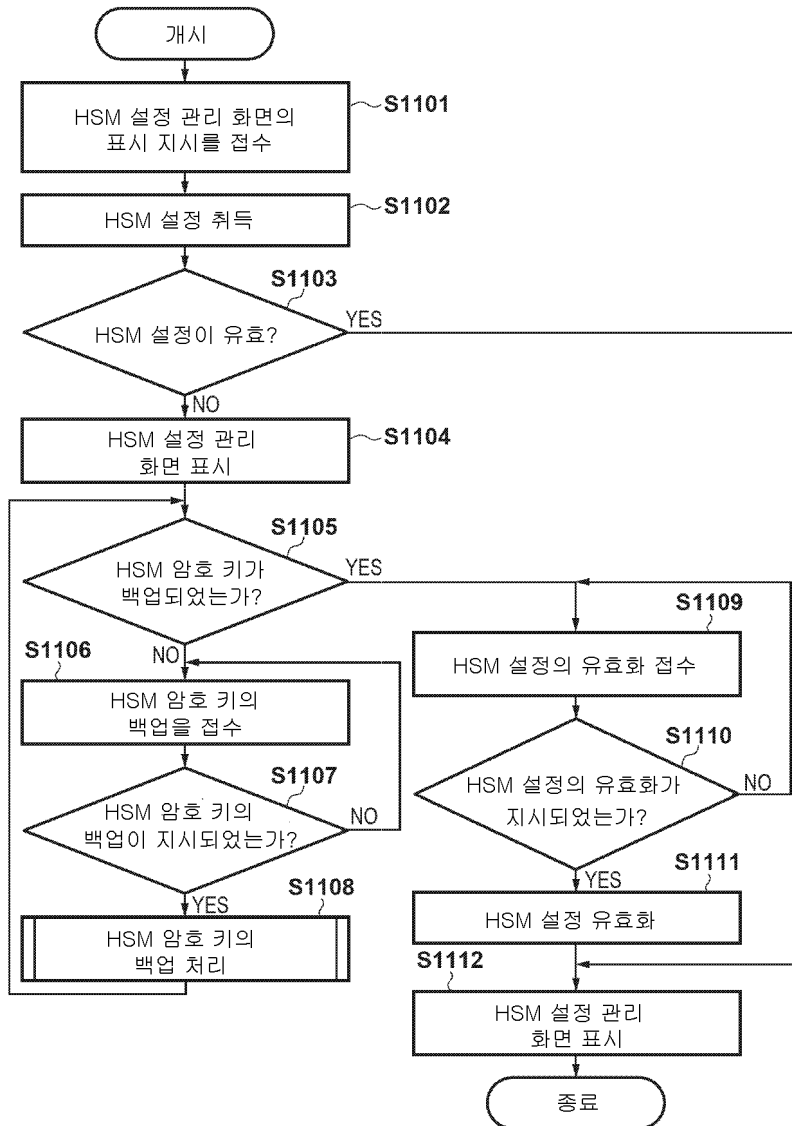 개시
HSM 설정 관리 화면의
표시 지시를 접수
S1101
HSM 설정 취득
S1102
S1103
HSM 설정이 유효?
YES
NO
HSM 설정 관리
화면 표시
S1104
S1105
HSM 암호 키가
백업되었는가?
YES
NO
S1106
HSM 암호 키의
백업을 접수
S1107
HSM 암호 키의
백업이 지시되었는가?
NO
YES
S1108
HSM 암호 키의
백업 처리
S1109
HSM 설정의 유효화 접수
S1110
HSM 설정의 유효화가
지시되었는가?
NO
YES
S1111
HSM 설정 유효화
S1112
HSM 설정 관리
화면 표시
종료